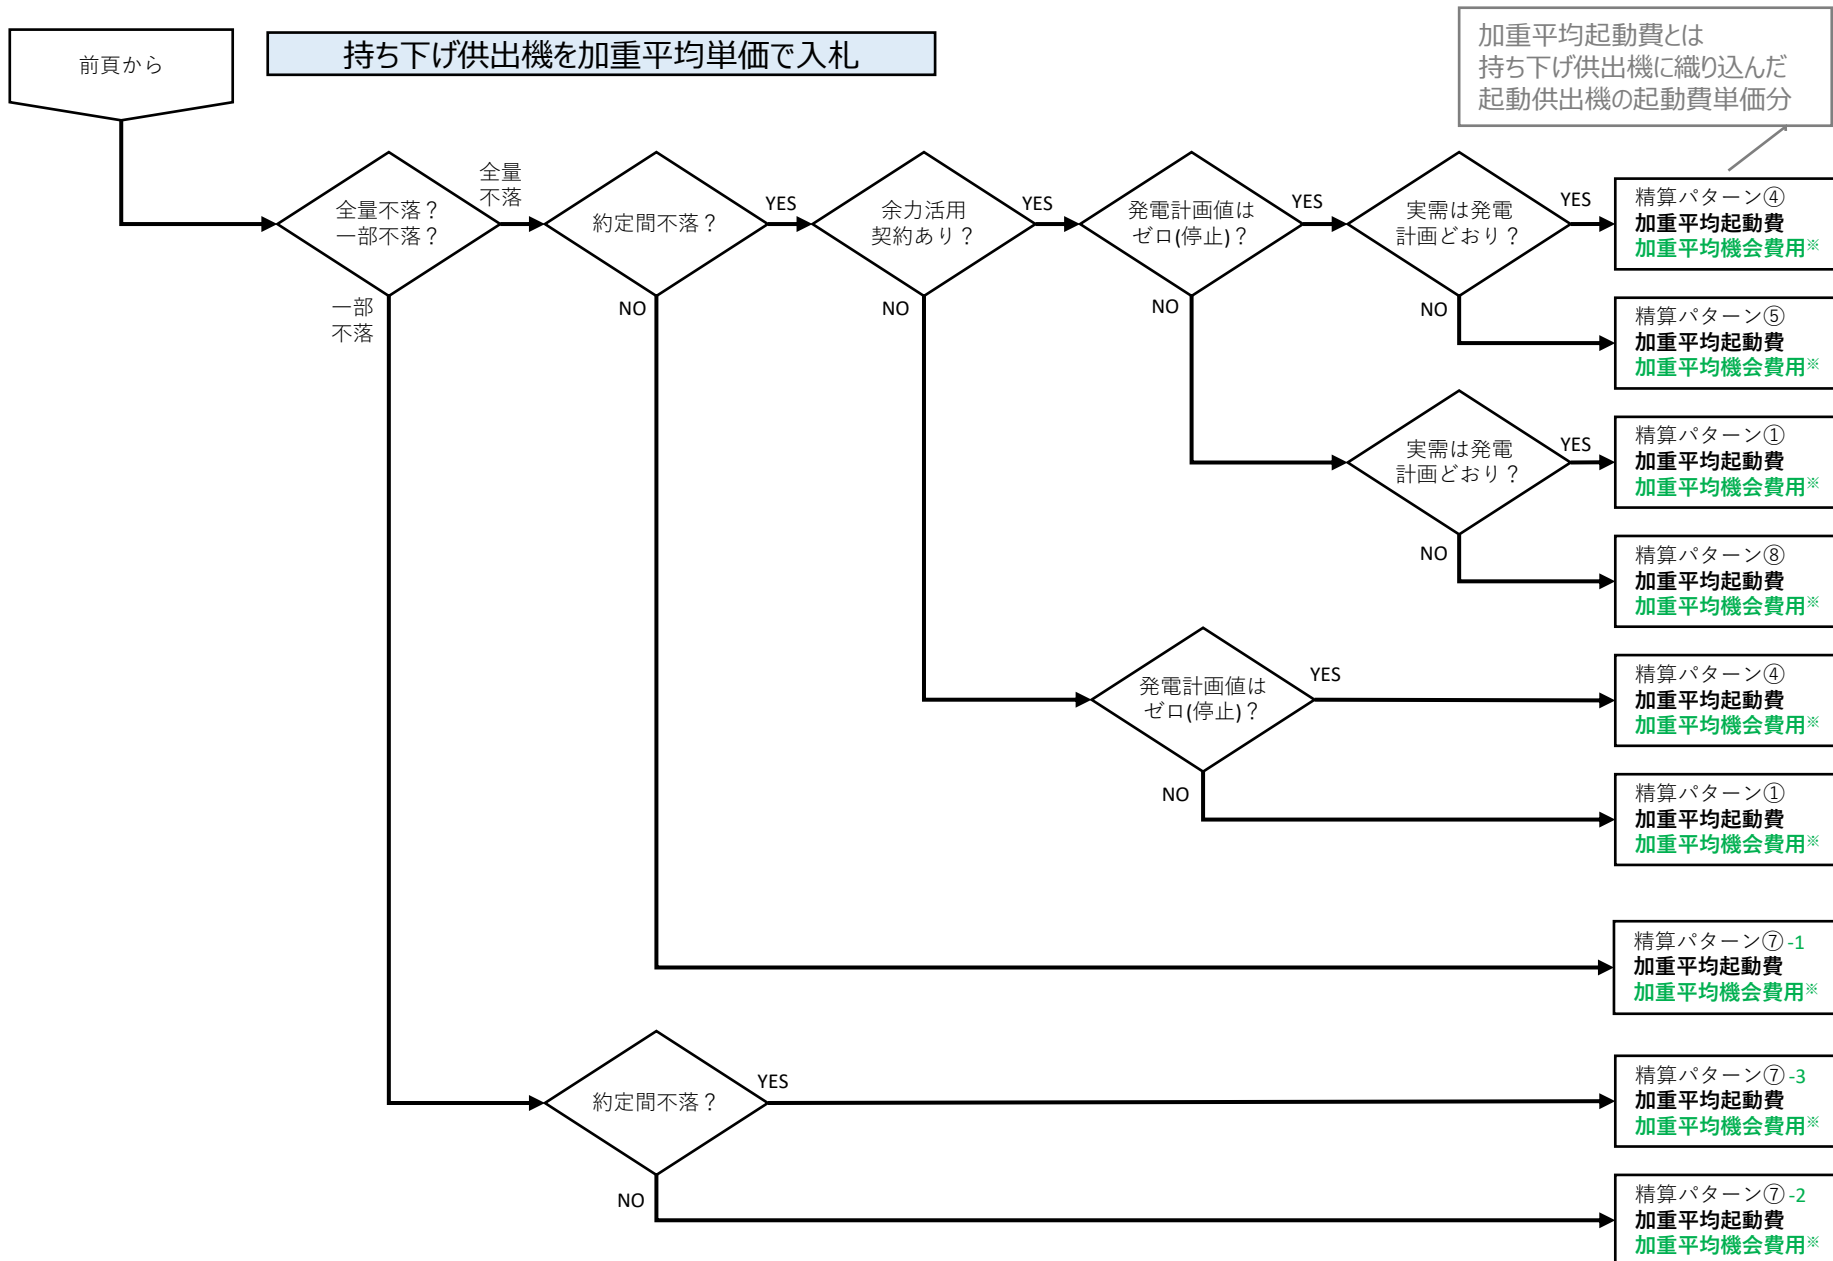 前頁から
持ち下げ供出機を加重平均単価で入札
加重平均起動費とは
持ち下げ供出機に織り込んだ
起動供出機の起動費単価分
全量不落？
一部不落？
全量
不落
一部
不落
約定間不落？
YES
NO
余力活用
契約あり？
YES
NO
発電計画値は
ゼロ(停止)？
YES
NO
実需は発電
計画どおり？
YES
NO
精算パターン④
加重平均起動費
加重平均機会費用※
精算パターン⑤
加重平均起動費
加重平均機会費用※
実需は発電
計画どおり？
YES
NO
精算パターン①
加重平均起動費
加重平均機会費用※
精算パターン⑧
加重平均起動費
加重平均機会費用※
発電計画値は
ゼロ(停止)？
YES
NO
精算パターン④
加重平均起動費
加重平均機会費用※
精算パターン①
加重平均起動費
加重平均機会費用※
精算パターン⑦-1
加重平均起動費
加重平均機会費用※
約定間不落？
YES
NO
精算パターン⑦-3
加重平均起動費
加重平均機会費用※
精算パターン⑦-2
加重平均起動費
加重平均機会費用※